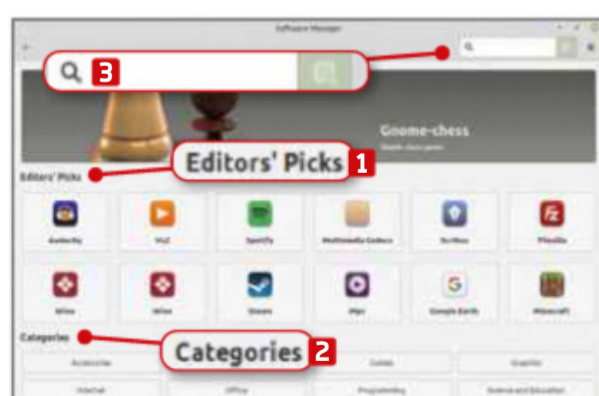 Software Manager
3
Gnome-chess
Editors' Picks 1
Editors' Picks
Audacity VLC Spotify Multimedia Codecs Scribus Filezilla
Wine Wine Steam Mpv Google Earth Minecraft
Categories
Categories 2
Accessories Games Graphics
Internet Office Programming Science and Education